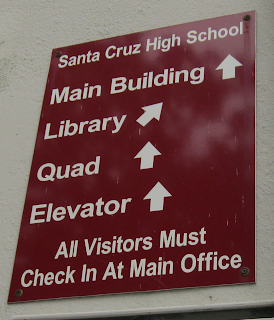 Santa Cruz High School
Main Building
Library
Quad
Elevator
All Visitors Must
Check In At Main Office